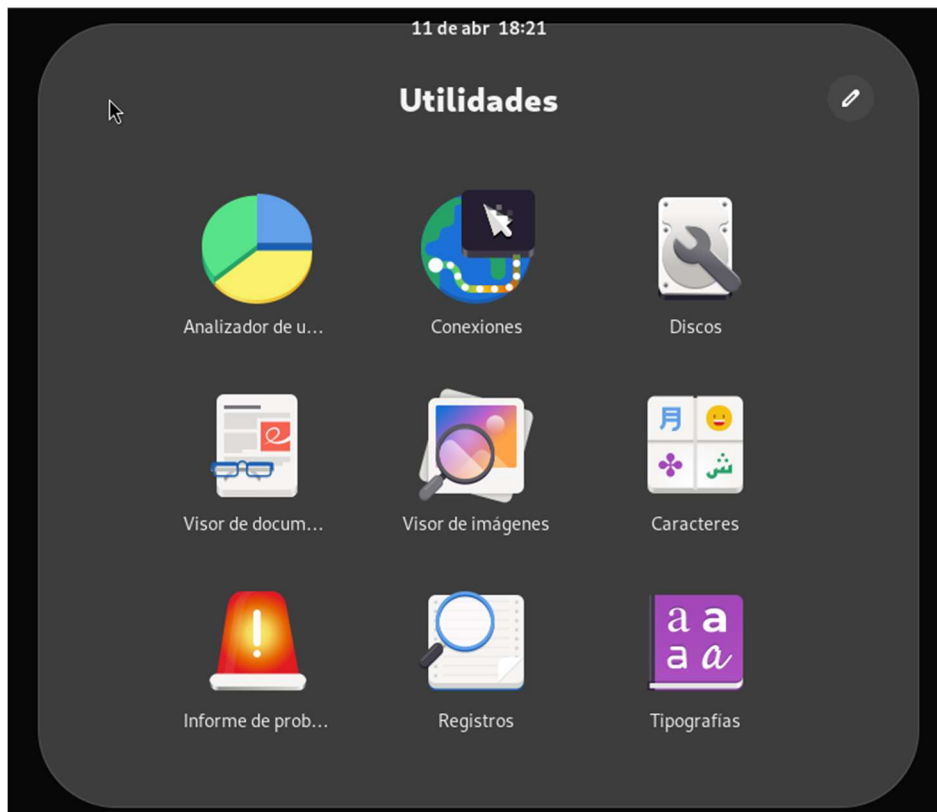 11 de abr 18:21
Utilidades
Analizador de u...
Conexiones
Discos
月
ش
Visor de docum...
Visor de imágenes
Caracteres
!
a a
a a
Informe de prob...
Registros
Tipografías